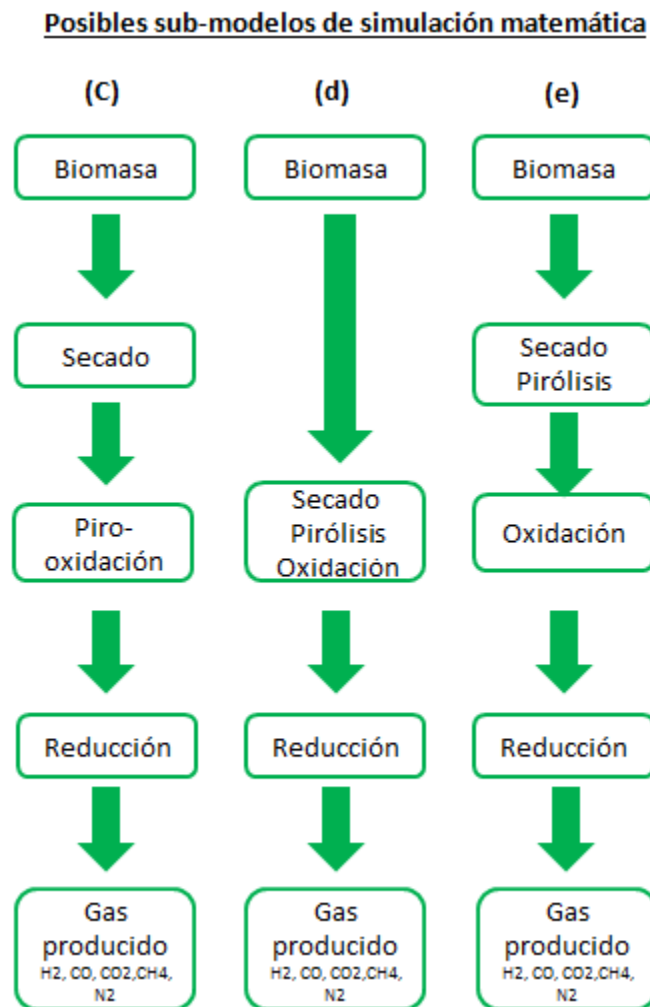 Posibles sub-modelos de simulación matemática
(C)
Biomasa
Secado
Piro-
oxidación
Reducción
Gas
producido
H2, CO, CO2,CH4,
N2
(d)
Biomasa
Secado
Pirólisis
Oxidación
Reducción
Gas
producido
H2, CO, CO2,CH4,
N2
(e)
Biomasa
Secado
Pirólisis
Oxidación
Reducción
Gas
producido
H2, CO, CO2,CH4,
N2